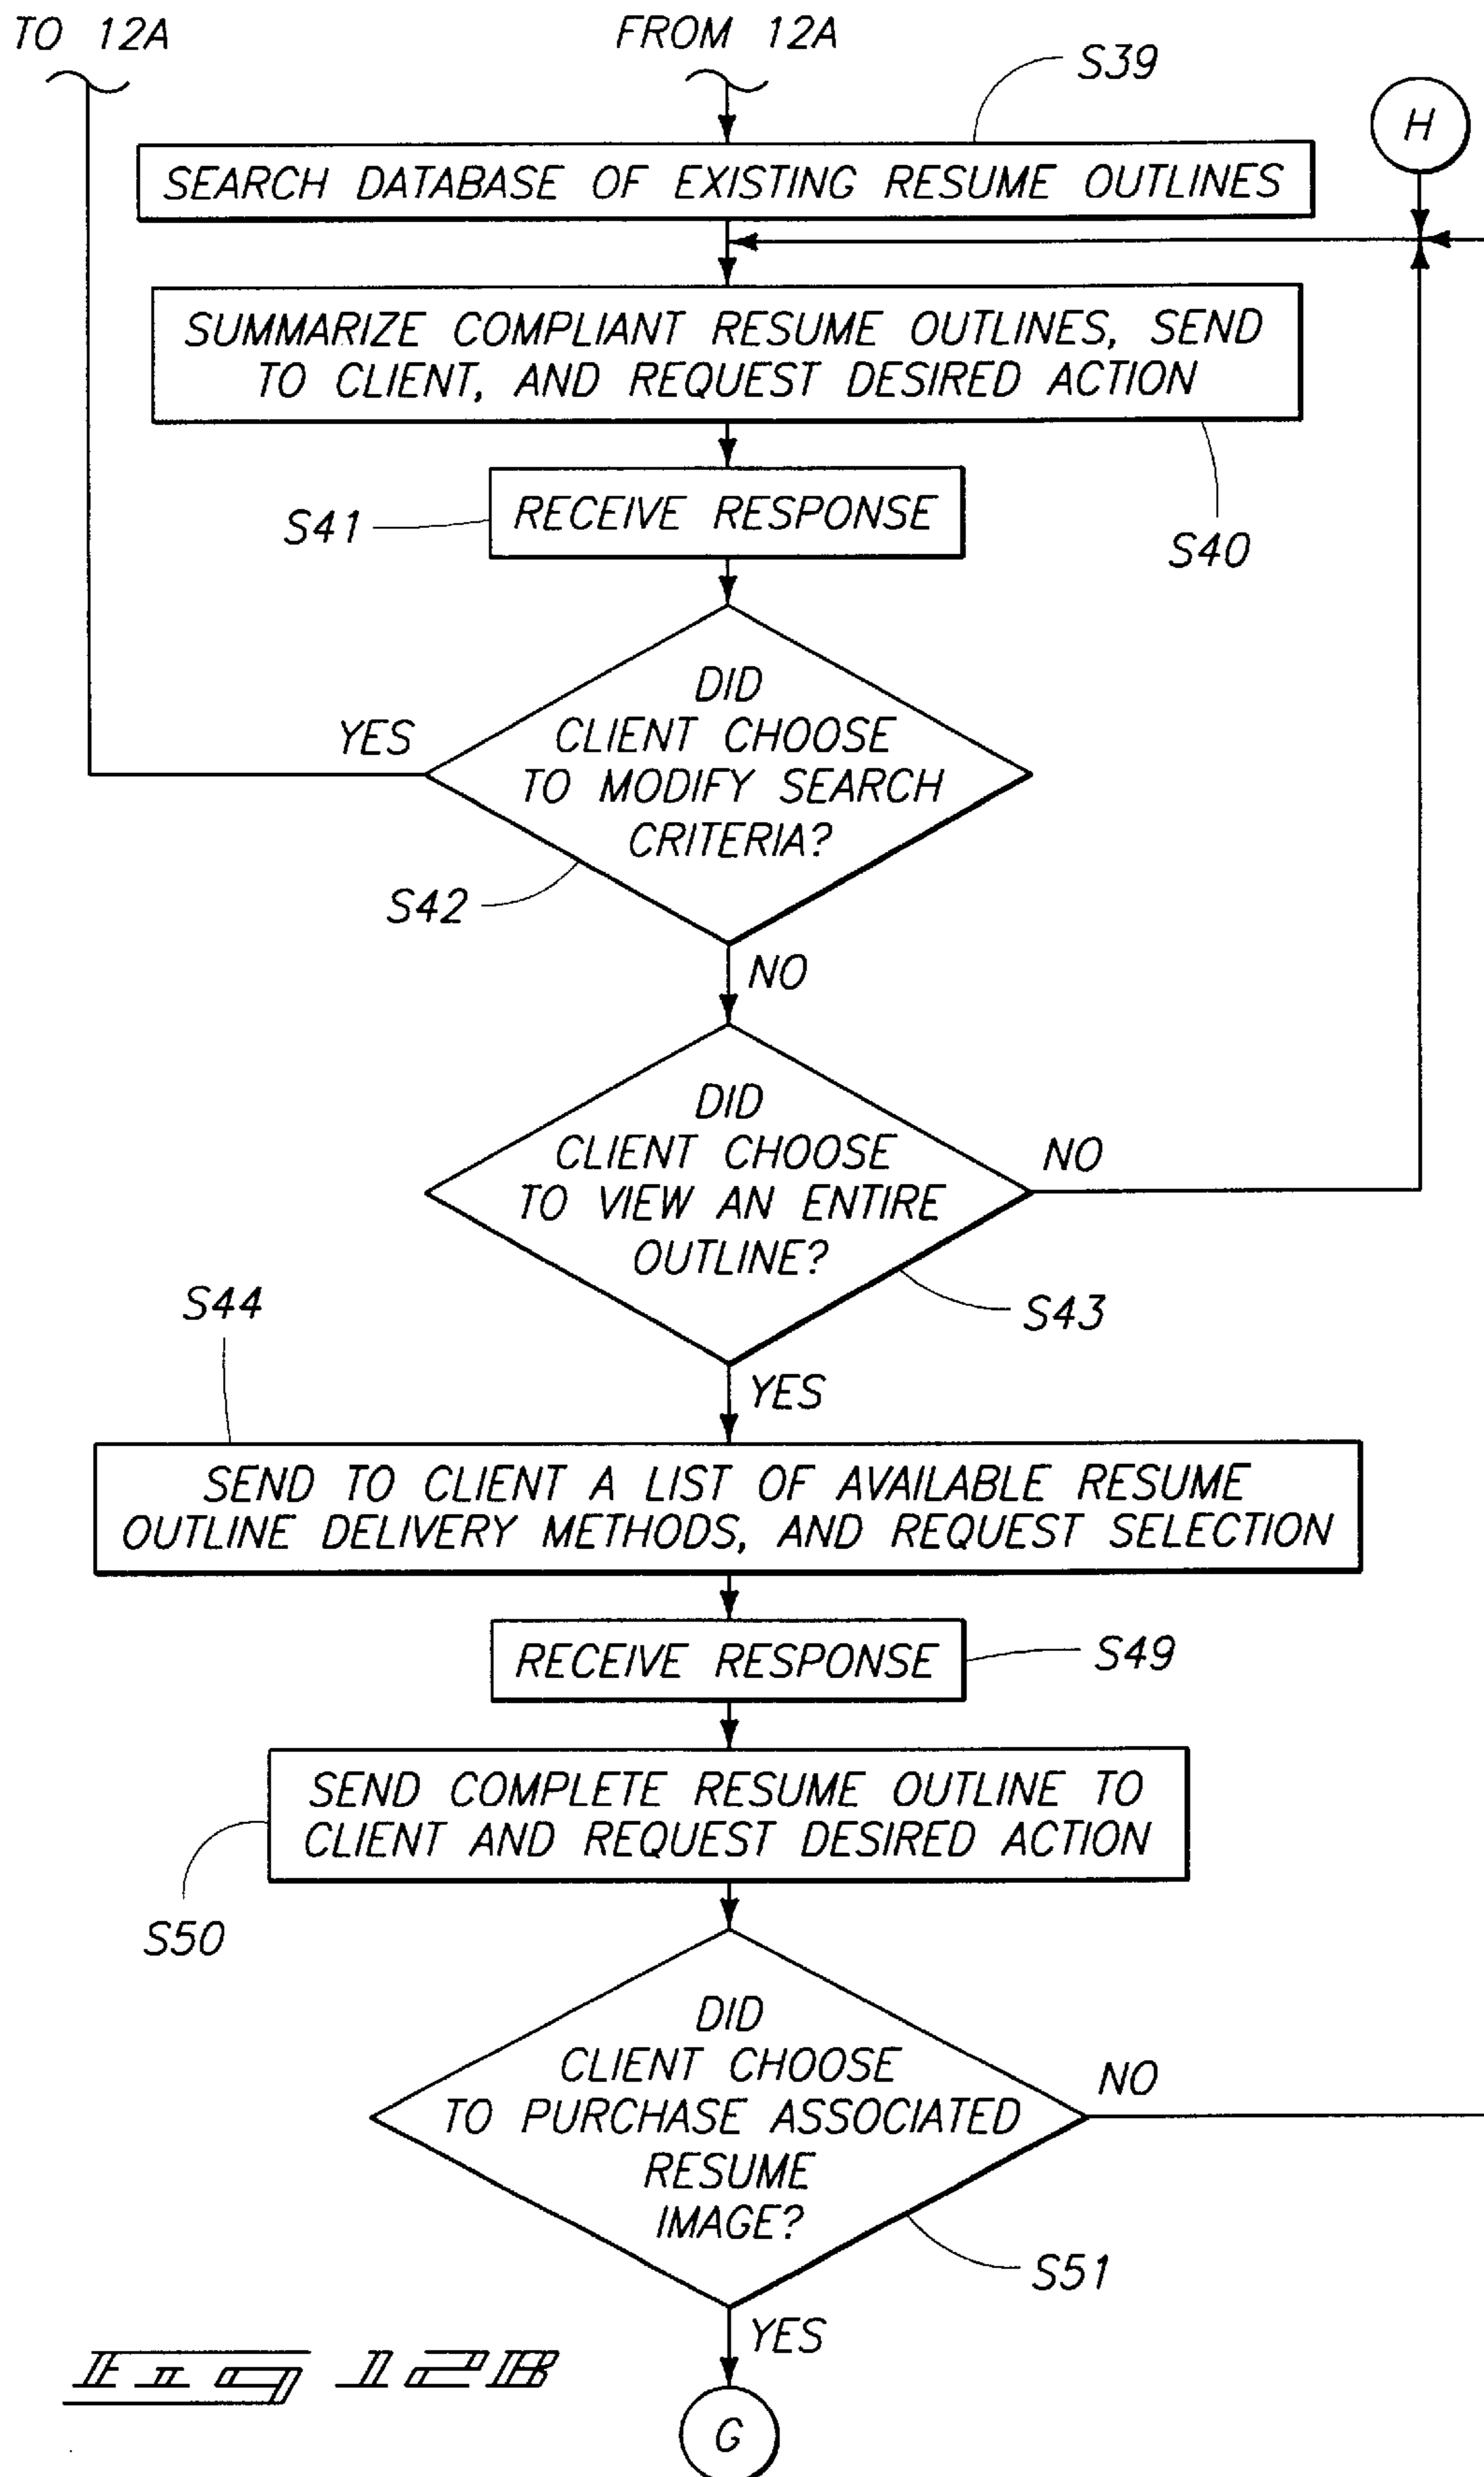 TO 12A
FROM 12A
S39
H
SEARCH DATABASE OF EXISTING RESUME OUTLINES
SUMMARIZE COMPLIANT RESUME OUTLINES, SEND
TO CLIENT, AND REQUEST DESIRED ACTION
S40
RECEIVE RESPONSE
S41
DID
CLIENT CHOOSE
TO MODIFY SEARCH
CRITERIA?
YES
S42
NO
DID
CLIENT CHOOSE
TO VIEW AN ENTIRE
OUTLINE?
NO
S43
YES
S44
SEND TO CLIENT A LIST OF AVAILABLE RESUME
OUTLINE DELIVERY METHODS, AND REQUEST SELECTION
RECEIVE RESPONSE
S49
SEND COMPLETE RESUME OUTLINE TO
CLIENT AND REQUEST DESIRED ACTION
S50
DID
CLIENT CHOOSE
TO PURCHASE ASSOCIATED
RESUME
IMAGE?
NO
S51
YES
G
Fig 12B